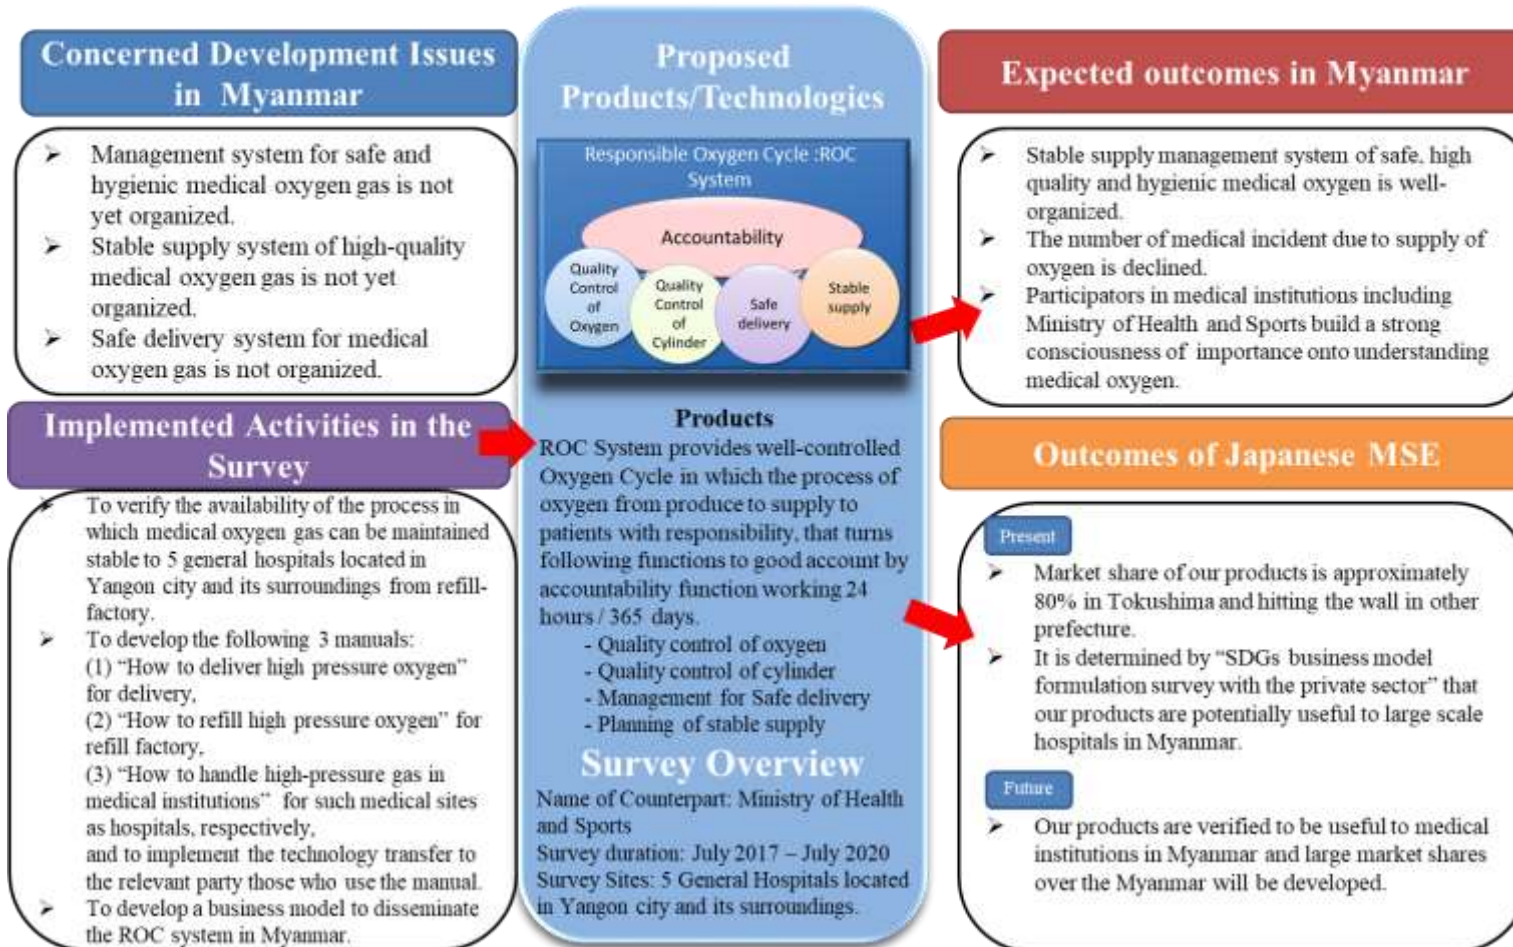 Concerned Development Issues
in Myanmar
➢ Management system for safe and
hygienic medical oxygen gas is not
yet organized.
➢ Stable supply system of high-quality
medical oxygen gas is not yet
organized.
➢ Safe delivery system for medical
oxygen gas is not organized.
Implemented Activities in the
Survey
➢ To verify the availability of the process in
which medical oxygen gas can be maintained
stable to 5 general hospitals located in
Yangon city and its surroundings from refill-
factory.
➢ To develop the following 3 manuals:
(1) “How to deliver high pressure oxygen”
for delivery,
(2) “How to refill high pressure oxygen” for
refill factory,
(3) “How to handle high-pressure gas in
medical institutions” for such medical sites
as hospitals, respectively,
and to implement the technology transfer to
the relevant party those who use the manual.
➢ To develop a business model to disseminate
the ROC system in Myanmar.
Proposed
Products/Technologies
Responsible Oxygen Cycle :ROC
System
Accountability
Quality
Control
of
Oxygen
Quality
Control
of
Cylinder
Safe
delivery
Stable
supply
Products
ROC System provides well-controlled
Oxygen Cycle in which the process of
oxygen from produce to supply to
patients with responsibility, that turns
following functions to good account by
accountability function working 24
hours / 365 days.
- Quality control of oxygen
- Quality control of cylinder
- Management for Safe delivery
- Planning of stable supply
Survey Overview
Name of Counterpart: Ministry of Health
and Sports
Survey duration: July 2017 – July 2020
Survey Sites: 5 General Hospitals located
in Yangon city and its surroundings.
Expected outcomes in Myanmar
➢ Stable supply management system of safe, high
quality and hygienic medical oxygen is well-
organized.
➢ The number of medical incident due to supply of
oxygen is declined.
➢ Participators in medical institutions including
Ministry of Health and Sports build a strong
consciousness of importance onto understanding
medical oxygen.
Outcomes of Japanese MSE
Present
➢ Market share of our products is approximately
80% in Tokushima and hitting the wall in other
prefecture.
➢ It is determined by “SDGs business model
formulation survey with the private sector” that
our products are potentially useful to large scale
hospitals in Myanmar.
Future
➢ Our products are verified to be useful to medical
institutions in Myanmar and large market shares
over the Myanmar will be developed.